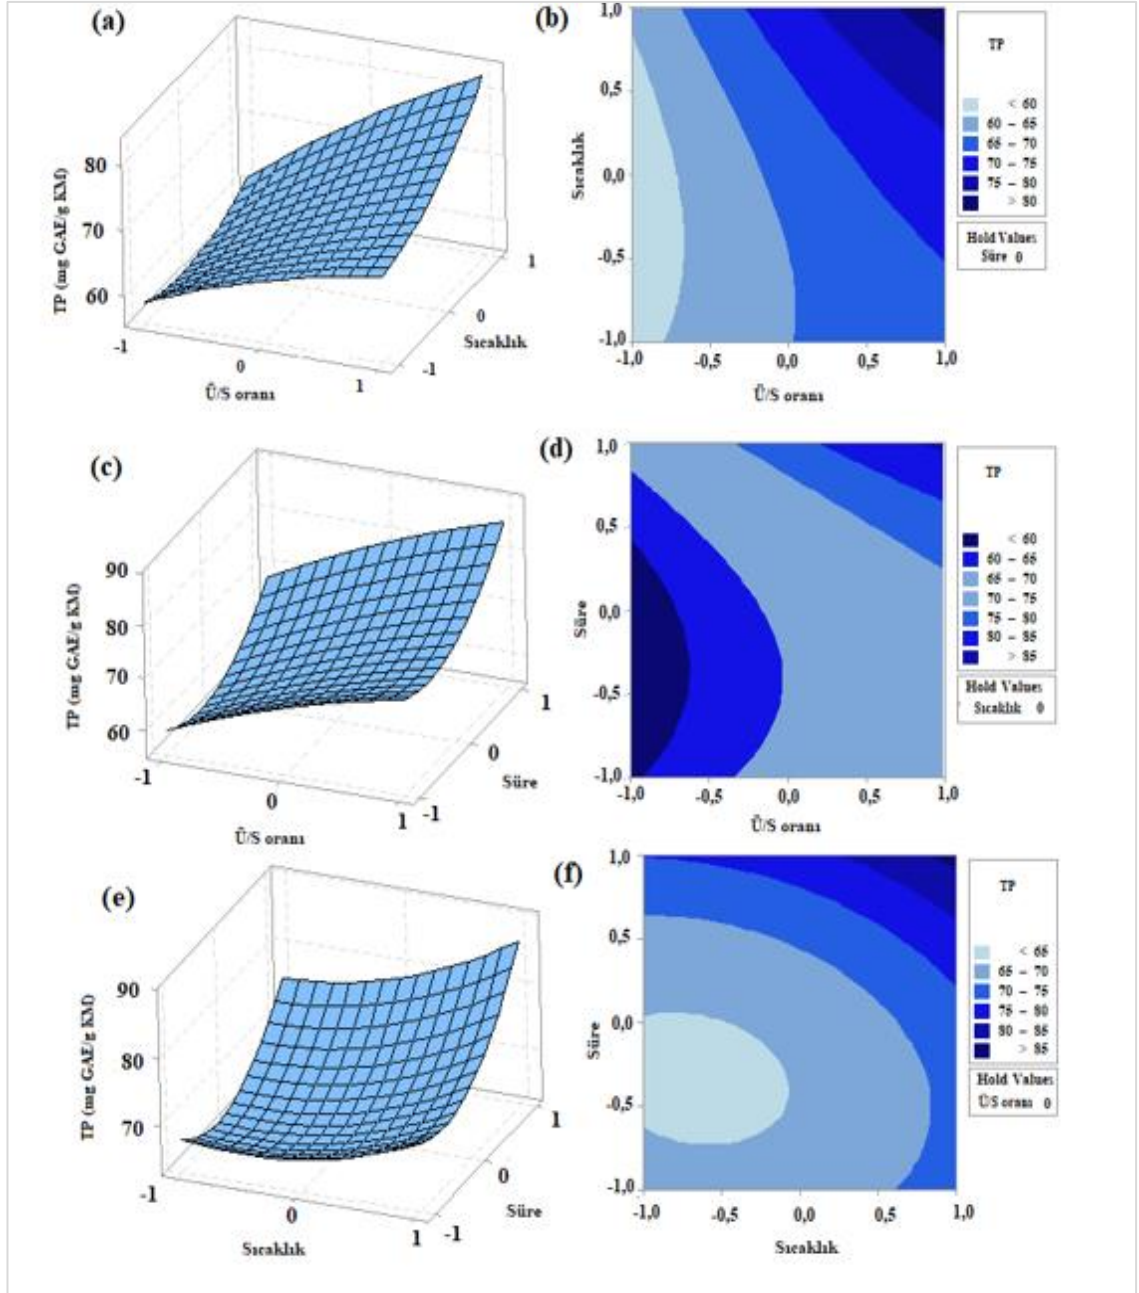 (a)
80
70
60
TP (mg GAE/g KM)
-1
0
1
Ü/S oranı
-1
0
1
Sıcaklık
(b)
1,0
0,5
0,0
-0,5
-1,0
Sıcaklık
-1,0 -0,5 0,0 0,5 1,0
Ü/S oranı
TP
< 60
60 – 65
65 – 70
70 – 75
75 – 80
> 80
Hold Values
Süre 0
(c)
90
80
70
60
TP (mg GAE/g KM)
-1
0
1
Ü/S oranı
-1
0
1
Süre
(d)
1,0
0,5
0,0
-0,5
-1,0
Süre
-1,0 -0,5 0,0 0,5 1,0
Ü/S oranı
TP
< 60
60 – 65
65 – 70
70 – 75
75 – 80
80 – 85
> 85
Hold Values
Sıcaklık 0
(e)
90
80
70
TP (mg GAE/g KM)
-1
0
1
Sıcaklık
-1
0
1
Süre
(f)
1,0
0,5
0,0
-0,5
-1,0
Süre
-1,0 -0,5 0,0 0,5 1,0
Sıcaklık
TP
< 65
65 – 70
70 – 75
75 – 80
80 – 85
> 85
Hold Values
Ü/S oranı 0